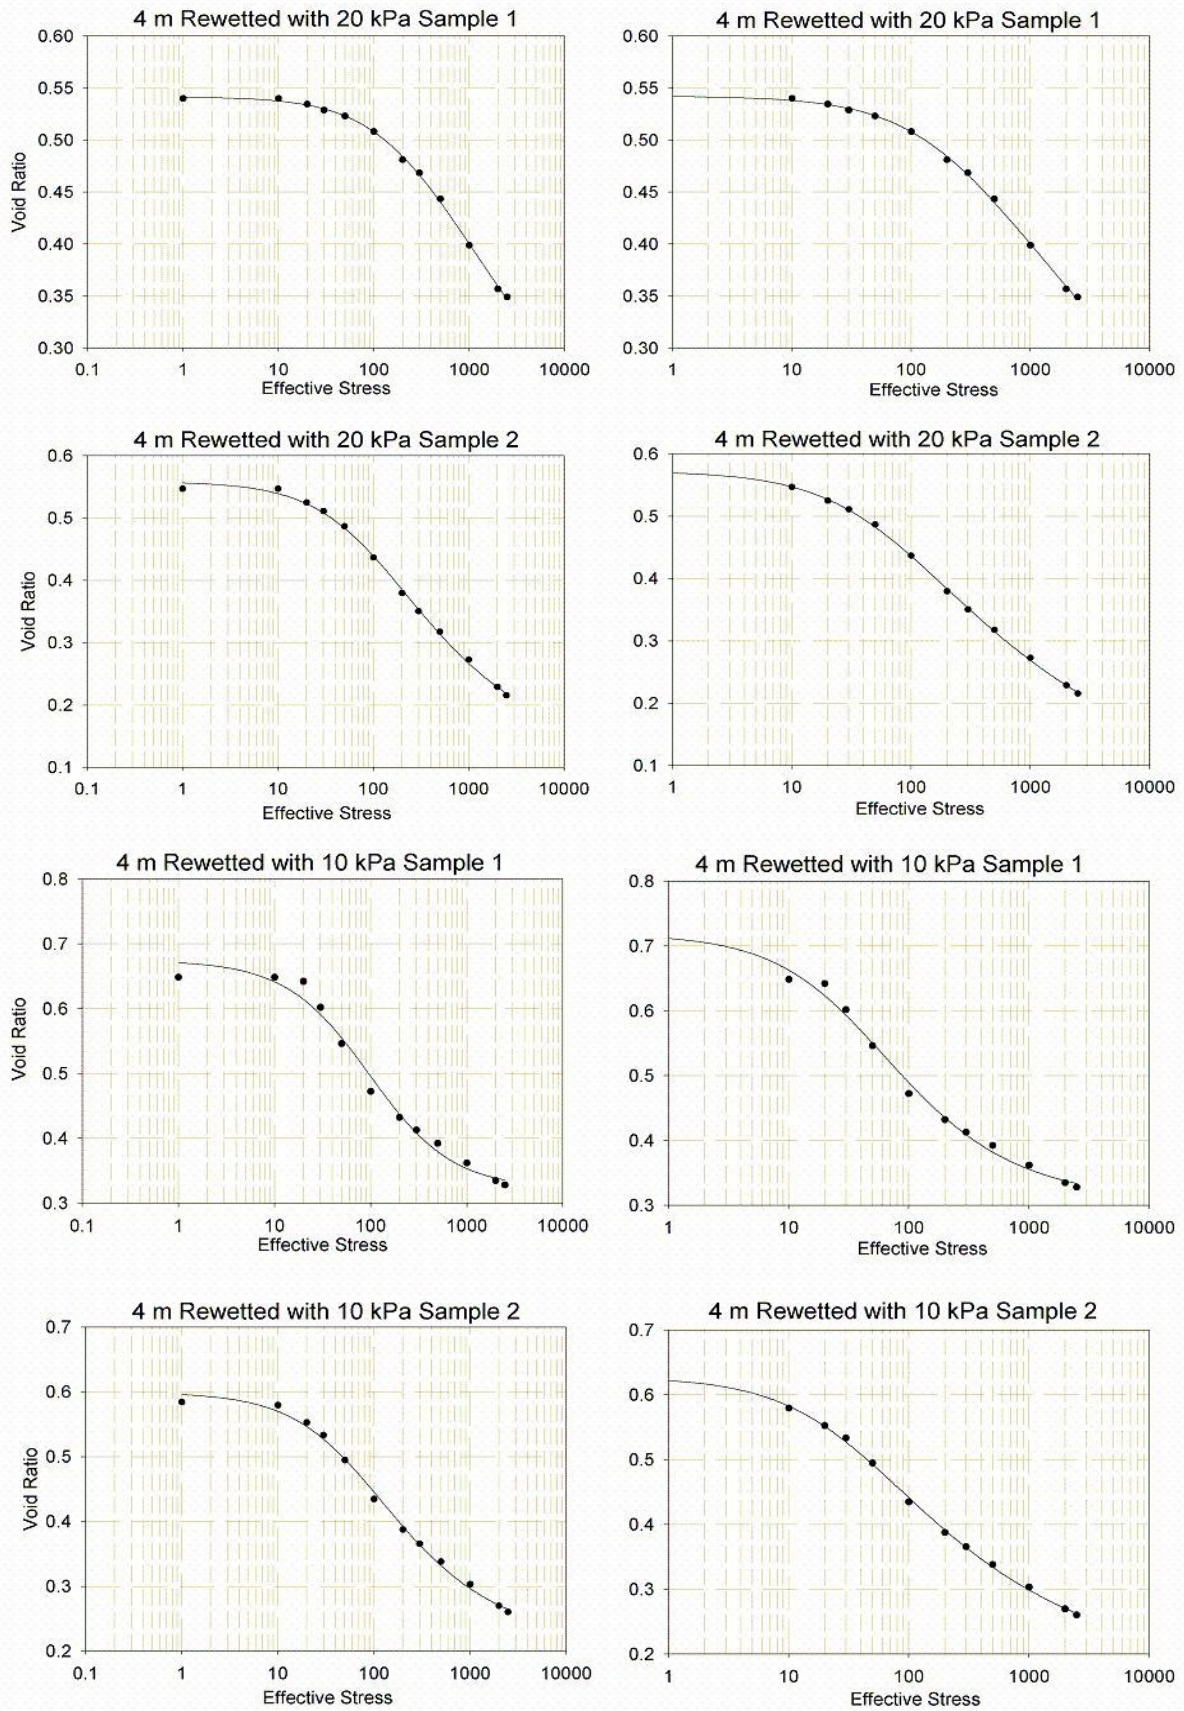 4 m Rewetted with 20 kPa Sample 1
0.60
0.55
0.50
0.45
0.40
0.35
0.30
Void Ratio
0.1 1 10 100 1000 10000
Effective Stress
4 m Rewetted with 20 kPa Sample 1
0.60
0.55
0.50
0.45
0.40
0.35
0.30
1 10 100 1000 10000
Effective Stress
4 m Rewetted with 20 kPa Sample 2
0.6
0.5
0.4
0.3
0.2
0.1
Void Ratio
0.1 1 10 100 1000 10000
Effective Stress
4 m Rewetted with 20 kPa Sample 2
0.6
0.5
0.4
0.3
0.2
0.1
1 10 100 1000 10000
Effective Stress
4 m Rewetted with 10 kPa Sample 1
0.8
0.7
0.6
0.5
0.4
0.3
Void Ratio
0.1 1 10 100 1000 10000
Effective Stress
4 m Rewetted with 10 kPa Sample 1
0.8
0.7
0.6
0.5
0.4
0.3
1 10 100 1000 10000
Effective Stress
4 m Rewetted with 10 kPa Sample 2
0.7
0.6
0.5
0.4
0.3
0.2
Void Ratio
0.1 1 10 100 1000 10000
Effective Stress
4 m Rewetted with 10 kPa Sample 2
0.7
0.6
0.5
0.4
0.3
0.2
1 10 100 1000 10000
Effective Stress